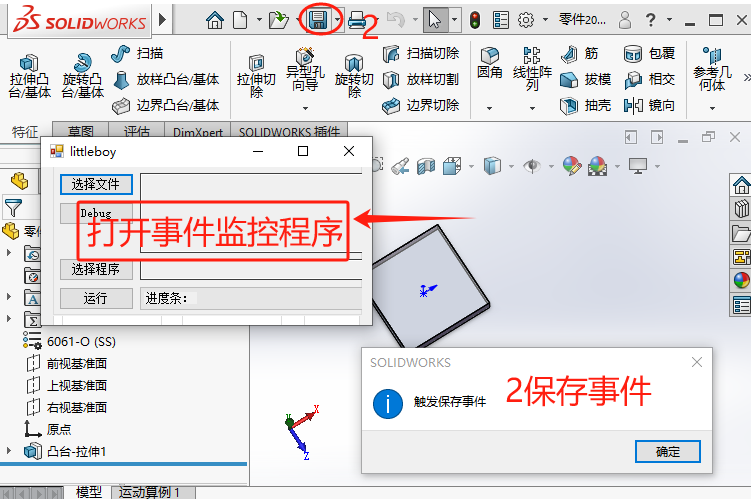 SOLIDWORKS
零件20...
?
2
拉伸凸台/基体
旋转凸台/基体
扫描
放样凸台/基体
边界凸台/基体
拉伸切除
异型孔向导
旋转切除
扫描切除
放样切割
边界切除
圆角
线性阵列
筋
拔模
抽壳
包覆
相交
镜向
参考几何体
特征
草图
评估
DimXpert
SOLIDWORKS 插件
littleboy
选择文件
Debug
打开事件监控程序
选择程序
运行
进度条:
零件
6061-O (SS)
前视基准面
上视基准面
右视基准面
原点
凸台-拉伸1
Y
X
Z
SOLIDWORKS
触发保存事件
2保存事件
确定
模型
运动算例 1